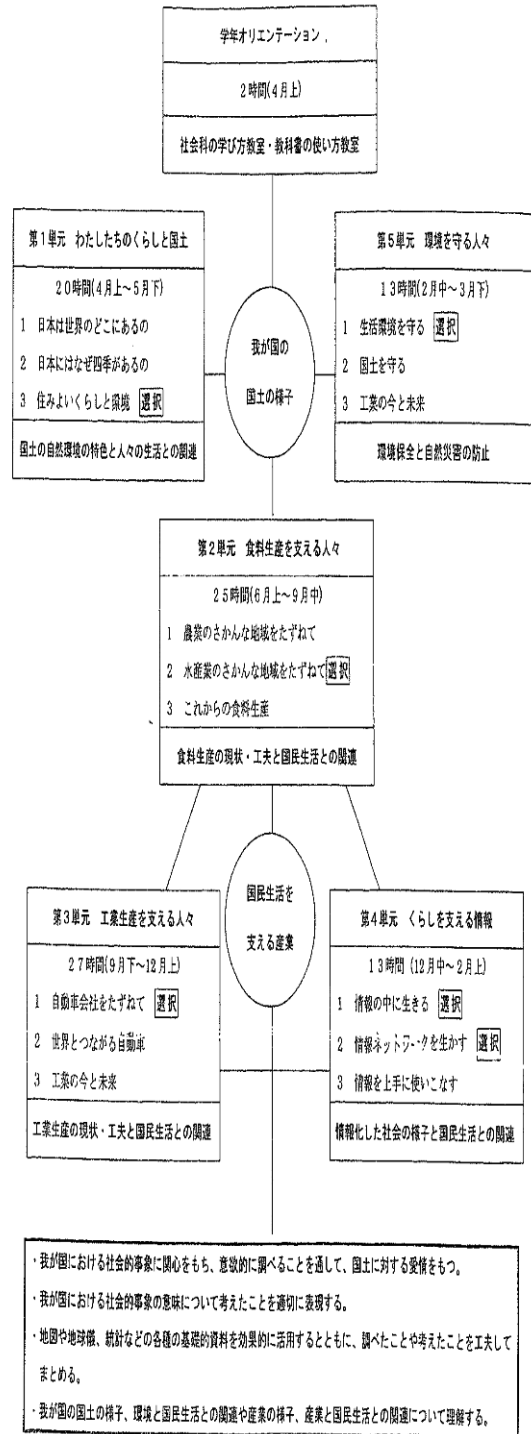 学年オリエンテーション
2時間(4月上)
社会科の学び方教室・教科書の使い方教室
第1単元 わたしたちのくらしと国土
20時間(4月上～5月下)
1 日本は世界のどこにあるの
2 日本にはなぜ四季があるの
3 住みよいくらしと環境 選択
国土の自然環境の特色と人々の生活との関連
我が国の
国土の様子
第5単元 環境を守る人々
13時間(2月中～3月下)
1 生活環境を守る 選択
2 国土を守る
3 工業の今と未来
環境保全と自然災害の防止
第2単元 食料生産を支える人々
25時間(6月上～9月中)
1 農業のさかんな地域をたずねて
2 水産業のさかんな地域をたずねて 選択
3 これからの食料生産
食料生産の現状・工夫と国民生活との関連
国民生活を
支える産業
第3単元 工業生産を支える人々
27時間(9月下～12月上)
1 自動車会社をたずねて 選択
2 世界とつながる自動車
3 工業の今と未来
工業生産の現状・工夫と国民生活との関連
第4単元 くらしを支える情報
13時間(12月中～2月上)
1 情報の中に生きる 選択
2 情報ネットワークを生かす 選択
3 情報を上手に使いこなす
情報化した社会の様子と国民生活との関連
・我が国における社会的事象に関心をもち、意欲的に調べることを通して、国土に対する愛情をもつ。
・我が国における社会的事象の意味について考えたことを適切に表現する。
・地図や地球儀、統計などの各種の基礎的資料を効果的に活用するとともに、調べたことや考えたことを工夫して
まとめる。
・我が国の国土の様子、環境と国民生活との関連や産業の様子、産業と国民生活との関連について理解する。